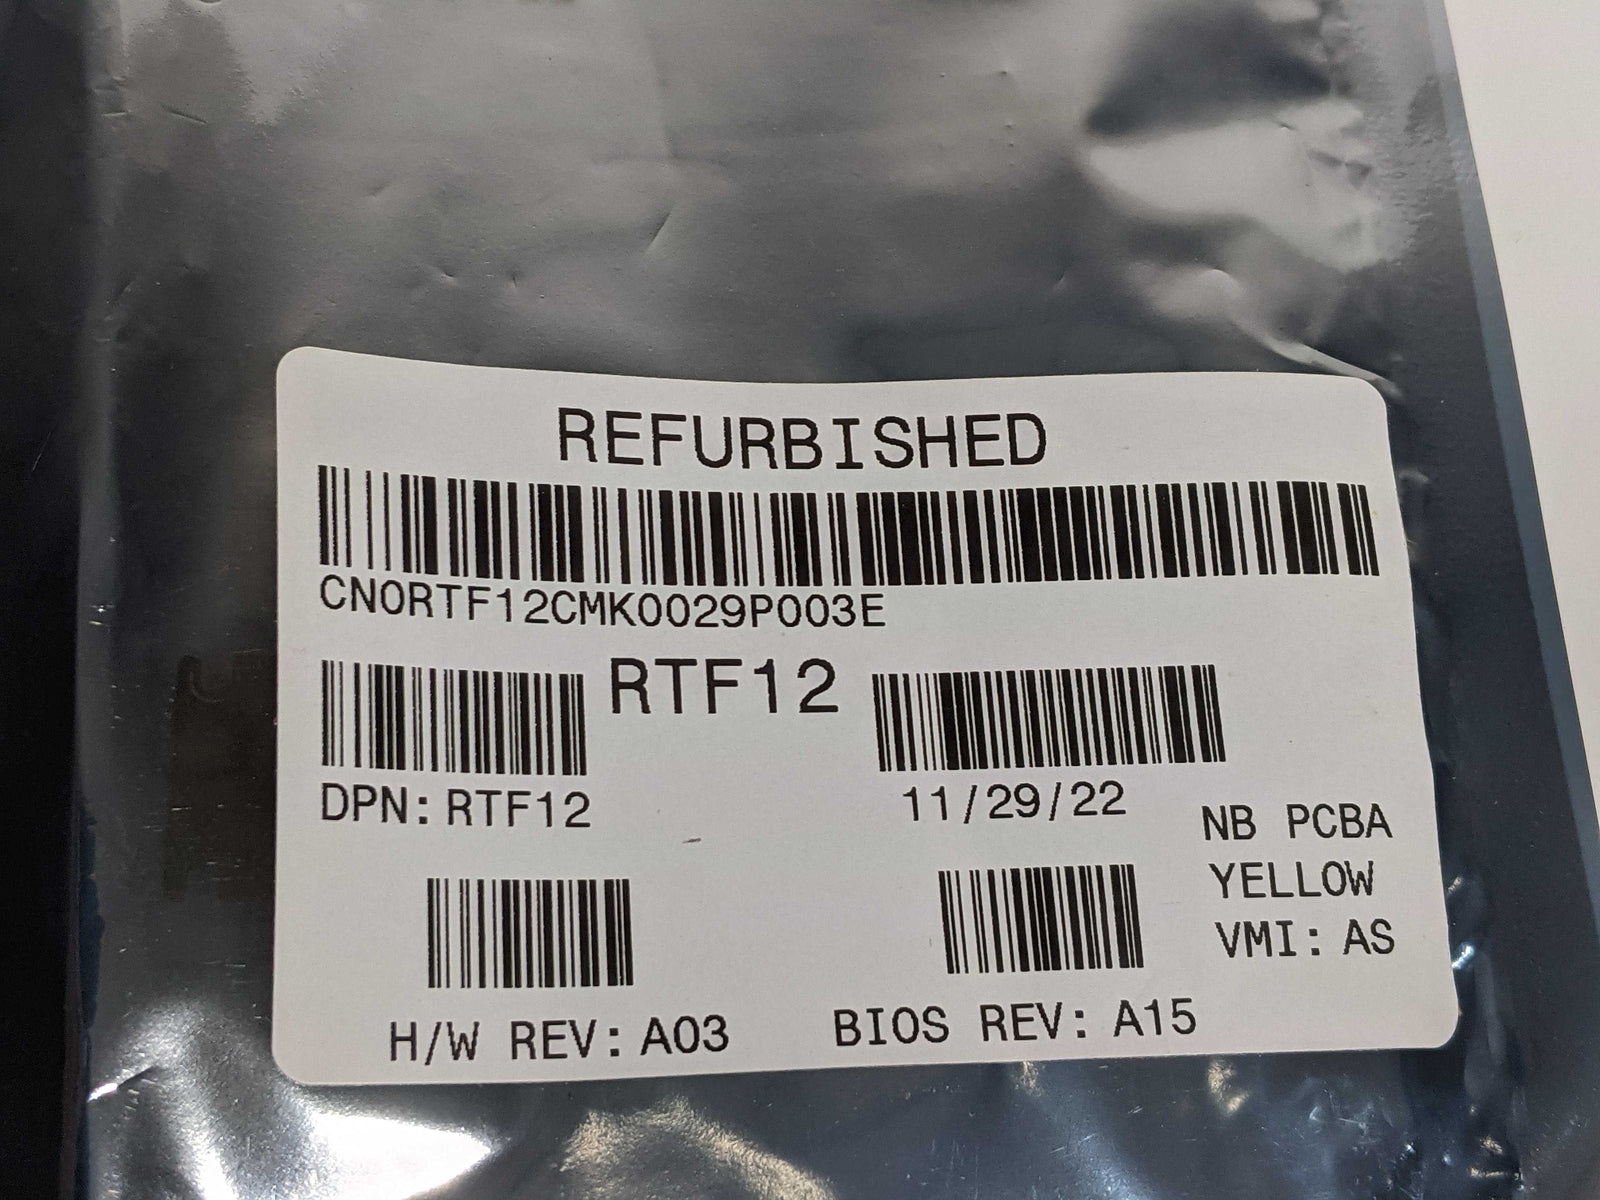 REFURBISHED
CN0RTF12CMK0029P003E
RTF12
DPN: RTF12
11/29/22
NB PCBA
YELLOW
VMI: AS
H/W REV: A03
BIOS REV: A15